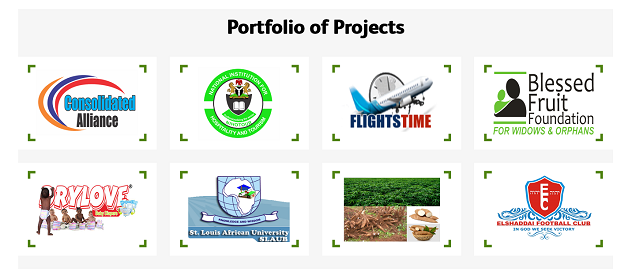 Portfolio of Projects
Consolidated
Alliance
NATIONAL INSTITUTE FOR
HOSPITALITY AND TOURISM
FLIGHTSTIME
Blessed
Fruit
Foundation
FOR WIDOWS & ORPHANS
DRYLOVE
KNOWLEDGE AND WISDOM
St. Louis African University
SLAUB
EFC
ELSHADDAI FOOTBALL CLUB
IN GOD WE SEEK VICTORY